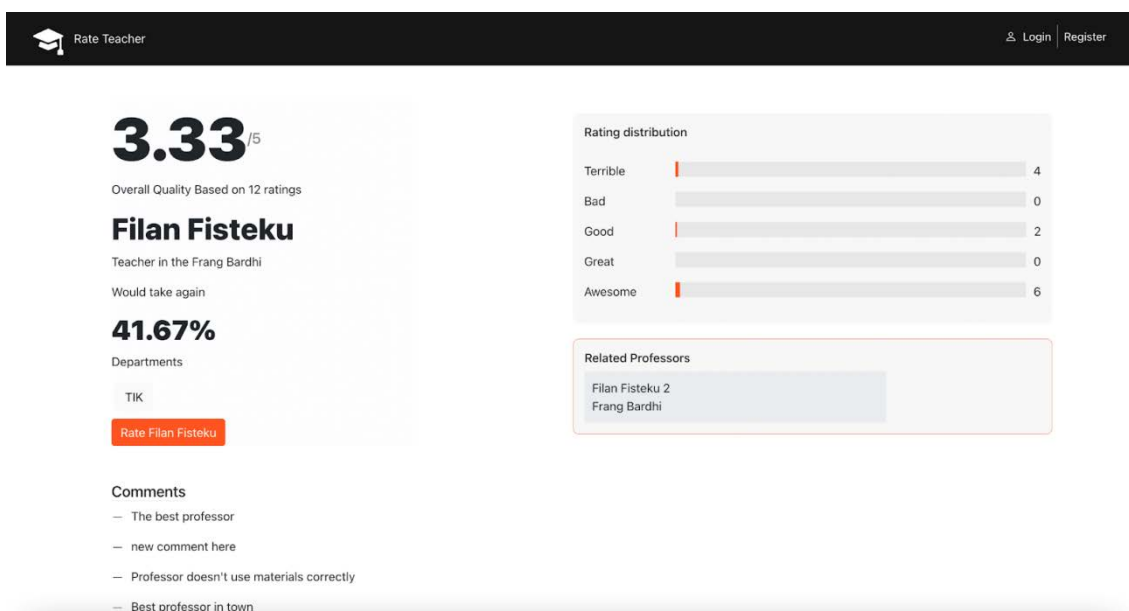 Rate Teacher
Login Register
3.33/5
Overall Quality Based on 12 ratings
Filan Fisteku
Teacher in the Frang Bardhi
Would take again
41.67%
Departments
TIK
Rate Filan Fisteku
Rating distribution
Terrible 4
Bad 0
Good 2
Great 0
Awesome 6
Related Professors
Filan Fisteku 2
Frang Bardhi
Comments
— The best professor
— new comment here
— Professor doesn't use materials correctly
— Best professor in town